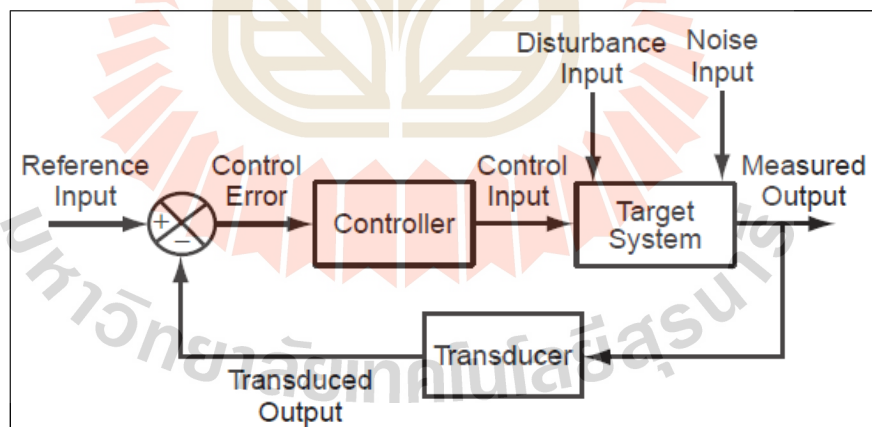 Disturbance
Input
Noise
Input
Reference
Input
Control
Error
Control
Input
Measured
Output
+
−
Controller
Target
System
Transducer
Transduced
Output
มหาวิทยาลัยเทคโนโลยีสุรนารี